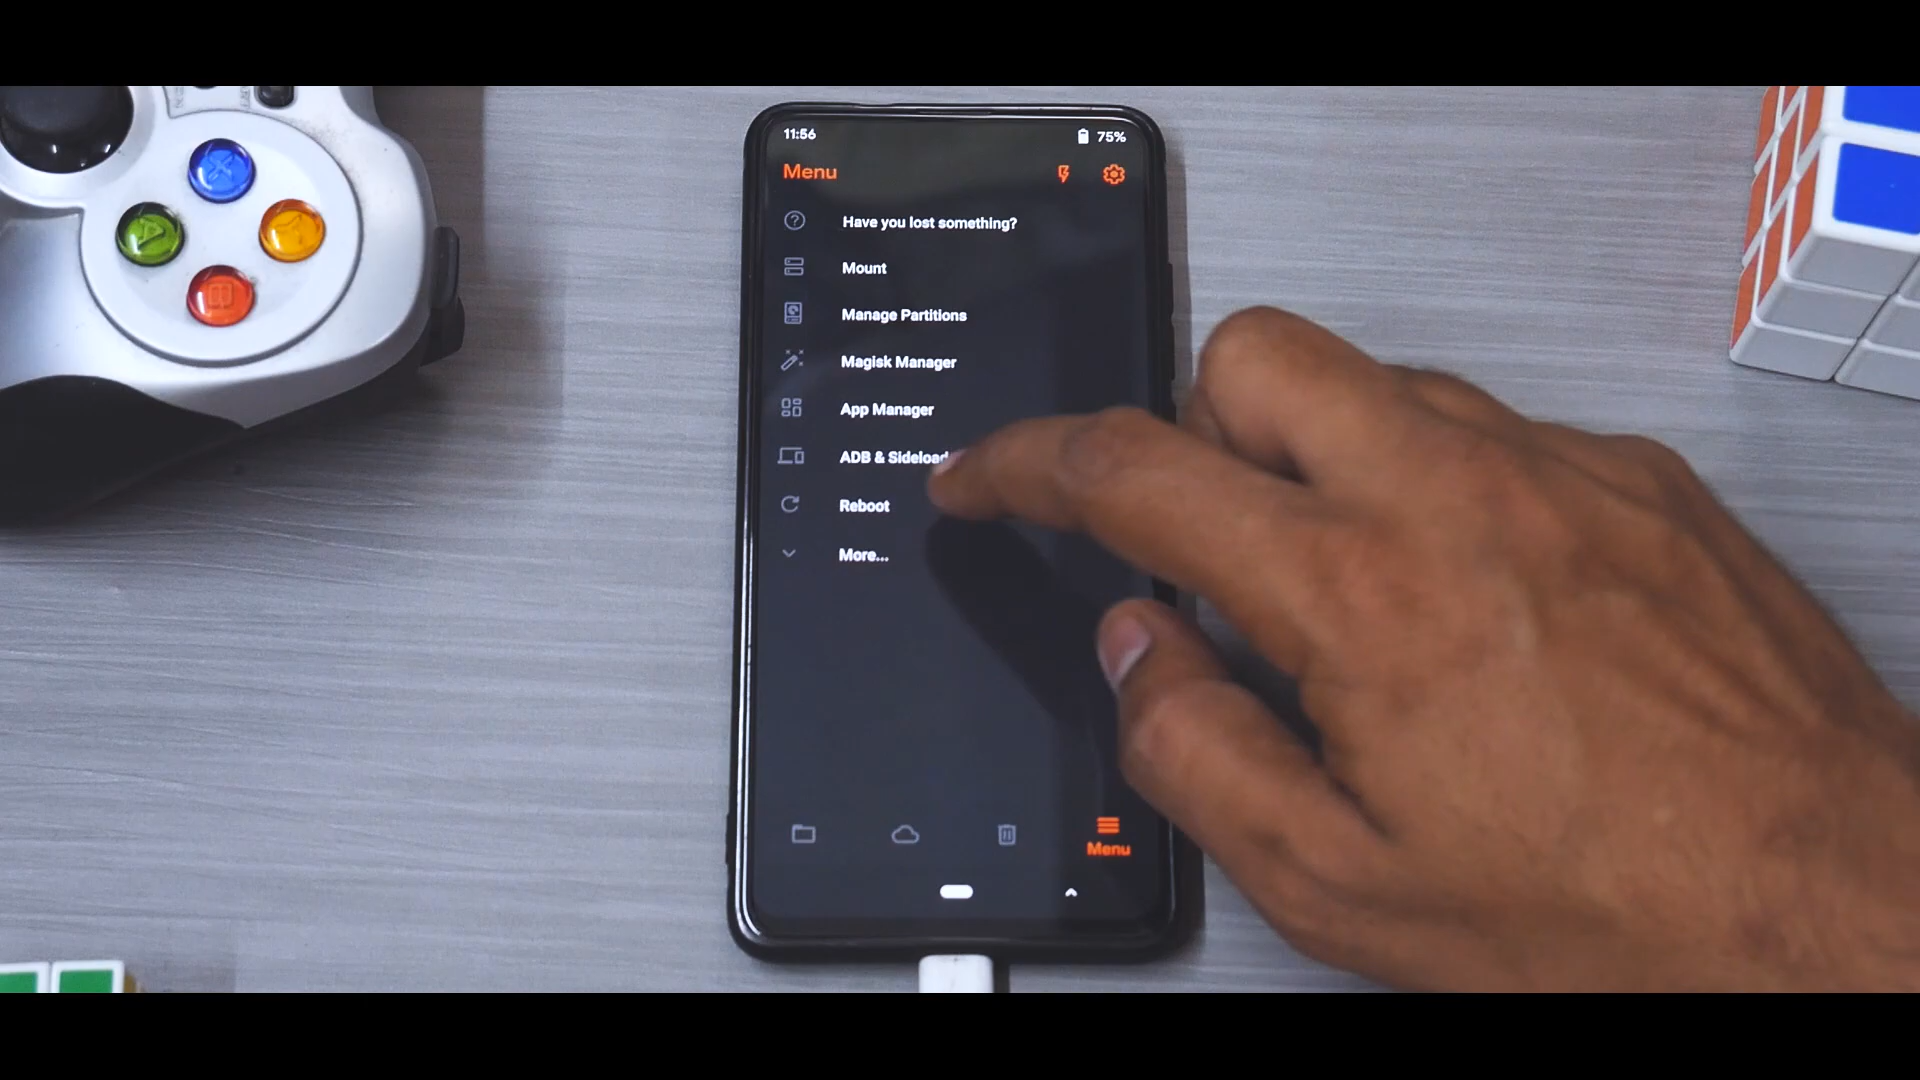 11:56
75%
Menu
Have you lost something?
Mount
Manage Partitions
Magisk Manager
App Manager
ADB & Sideload
Reboot
More...
Menu